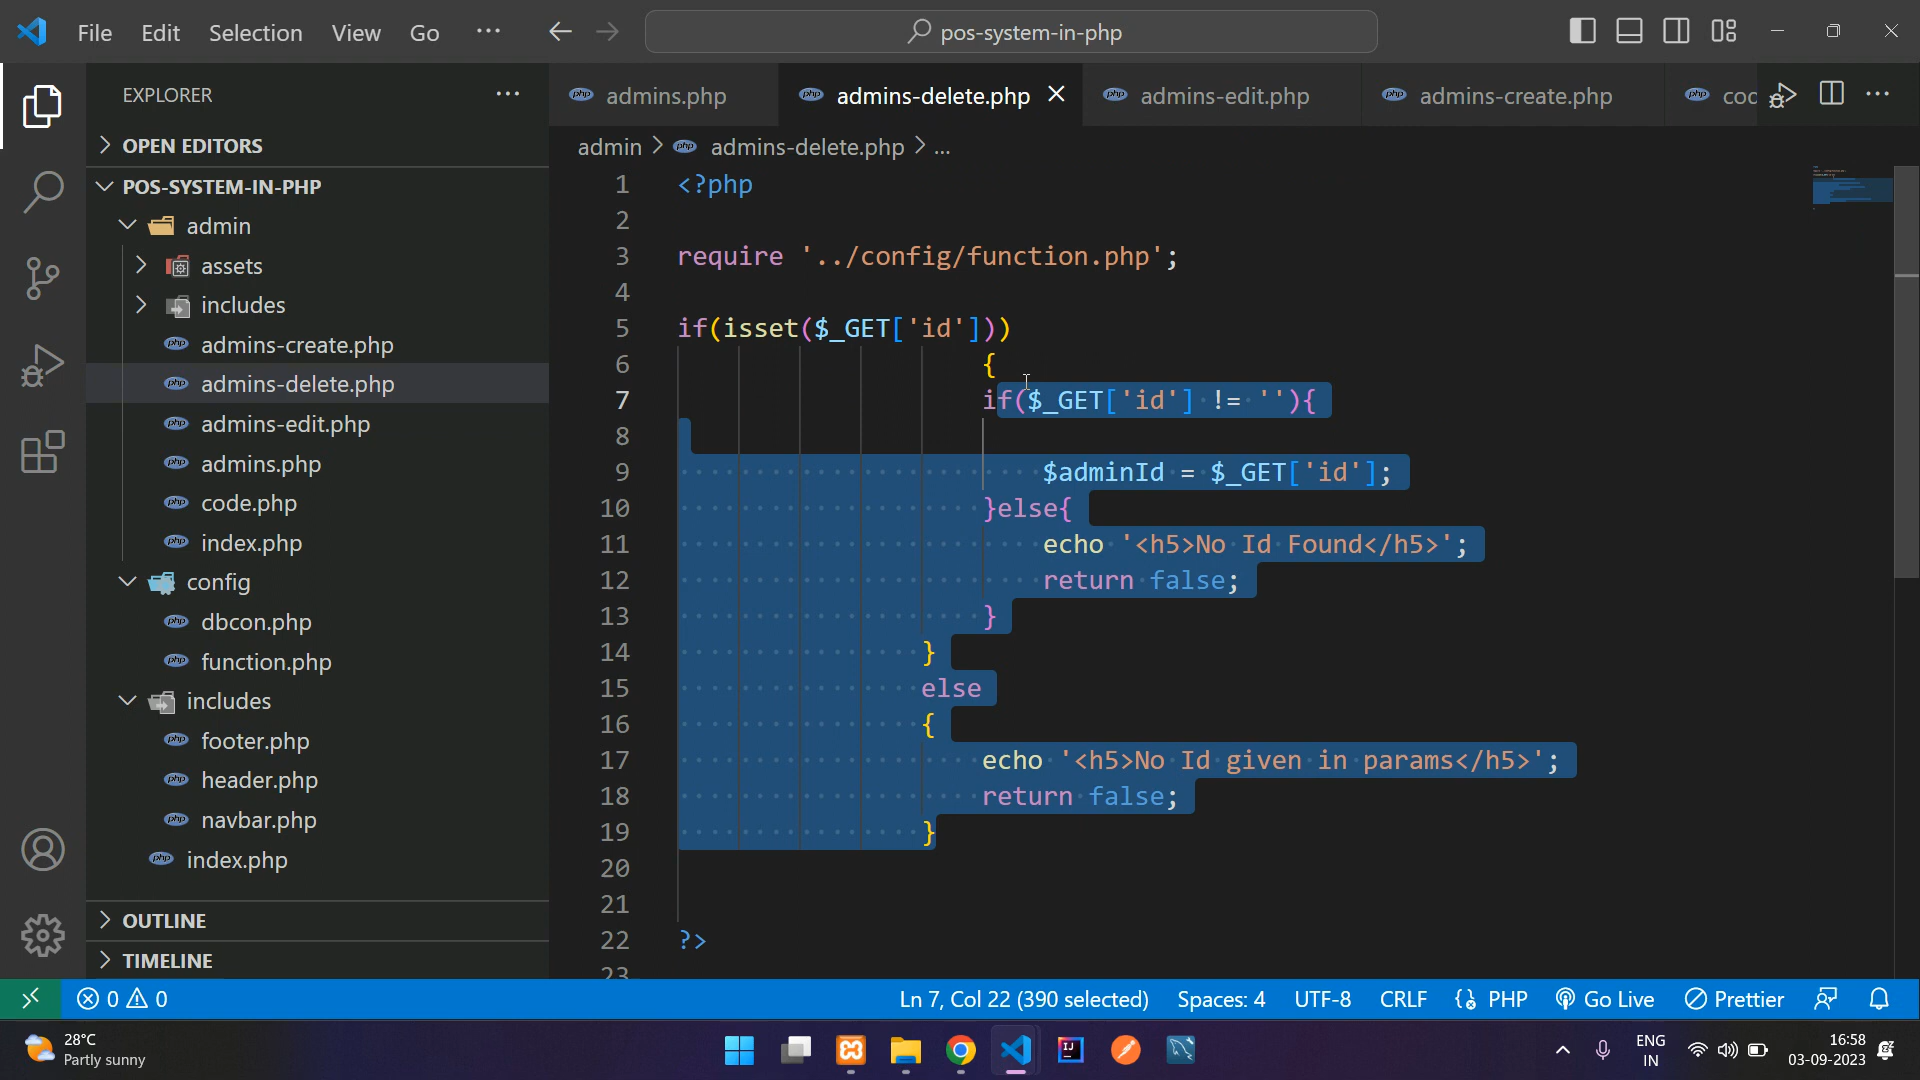 File Edit Selection View Go ... pos-system-in-php
EXPLORER ...
admins.php admins-delete.php admins-edit.php admins-create.php cod
OPEN EDITORS
admin > admins-delete.php > ...
POS-SYSTEM-IN-PHP
admin
assets
includes
admins-create.php
admins-delete.php
admins-edit.php
admins.php
code.php
index.php
config
dbcon.php
function.php
includes
footer.php
header.php
navbar.php
index.php
OUTLINE
TIMELINE
1 <?php
2
3 require '../config/function.php';
4
5 if(isset($_GET['id']))
6 {
7 if($_GET['id'] != ''){
8
9 $adminId = $_GET['id'];
10 }else{
11 echo '<h5>No Id Found</h5>';
12 return false;
13 }
14 }
15 else
16 {
17 echo '<h5>No Id given in params</h5>';
18 return false;
19 }
20
21
22 ?>
23
0 0 Ln 7, Col 22 (390 selected) Spaces: 4 UTF-8 CRLF PHP Go Live Prettier
28°C
Partly sunny
ENG
IN
16:58
03-09-2023